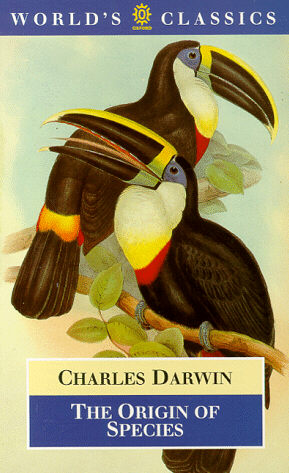 WORLD'S OXFORD CLASSICS
CHARLES DARWIN
THE ORIGIN OF
SPECIES